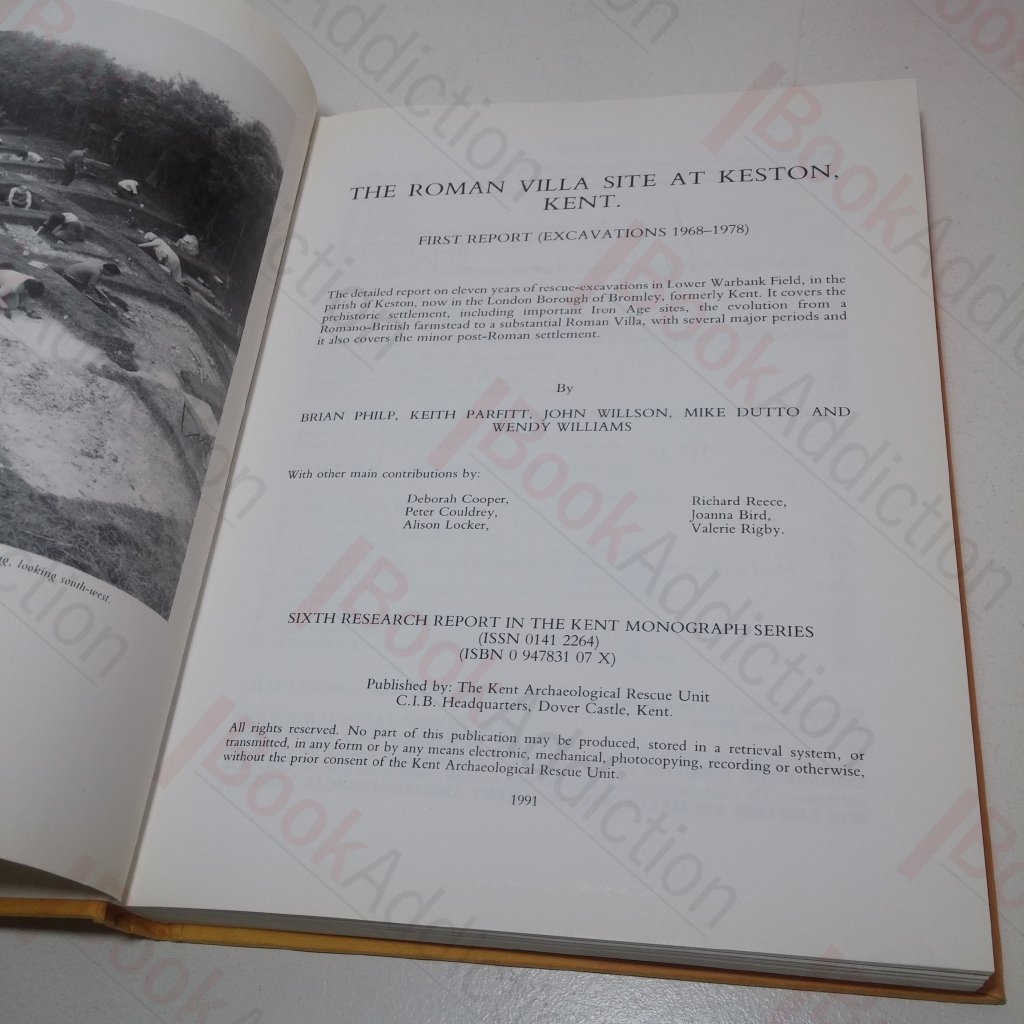 ng, looking south-west.
THE ROMAN VILLA SITE AT KESTON,
KENT.
FIRST REPORT (EXCAVATIONS 1968–1978)
The detailed report on eleven years of rescue-excavations in Lower Warbank Field, in the
parish of Keston, now in the London Borough of Bromley, formerly Kent. It covers the
prehistoric settlement, including important Iron Age sites, the evolution from a
Romano-British farmstead to a substantial Roman Villa, with several major periods and
it also covers the minor post-Roman settlement.
By
BRIAN PHILP, KEITH PARFITT, JOHN WILLSON, MIKE DUTTO AND
WENDY WILLIAMS
With other main contributions by:
Deborah Cooper,
Peter Couldrey,
Alison Locker,
Richard Reece,
Joanna Bird,
Valerie Rigby.
SIXTH RESEARCH REPORT IN THE KENT MONOGRAPH SERIES
(ISSN 0141 2264)
(ISBN 0 947831 07 X)
Published by: The Kent Archaeological Rescue Unit
C.I.B. Headquarters, Dover Castle, Kent.
All rights reserved. No part of this publication may be produced, stored in a retrieval system, or
transmitted, in any form or by any means electronic, mechanical, photocopying, recording or otherwise,
without the prior consent of the Kent Archaeological Rescue Unit.
1991
BookAddiction